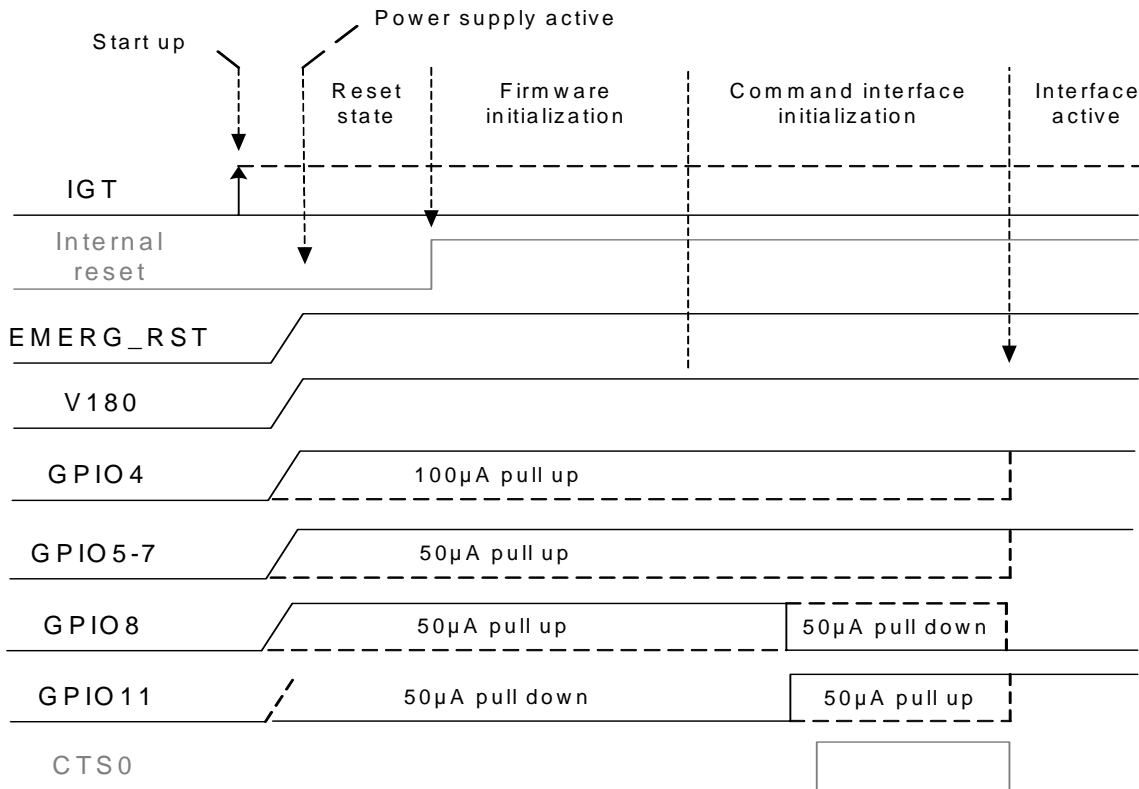 Power supply active
Start up
Reset state
Firmware initialization
Command interface initialization
Interface active
IGT
Internal reset
EMERG_RST
V180
GPIO4
100µA pull up
GPIO5-7
50µA pull up
GPIO8
50µA pull up
50µA pull down
GPIO11
50µA pull down
50µA pull up
CTS0